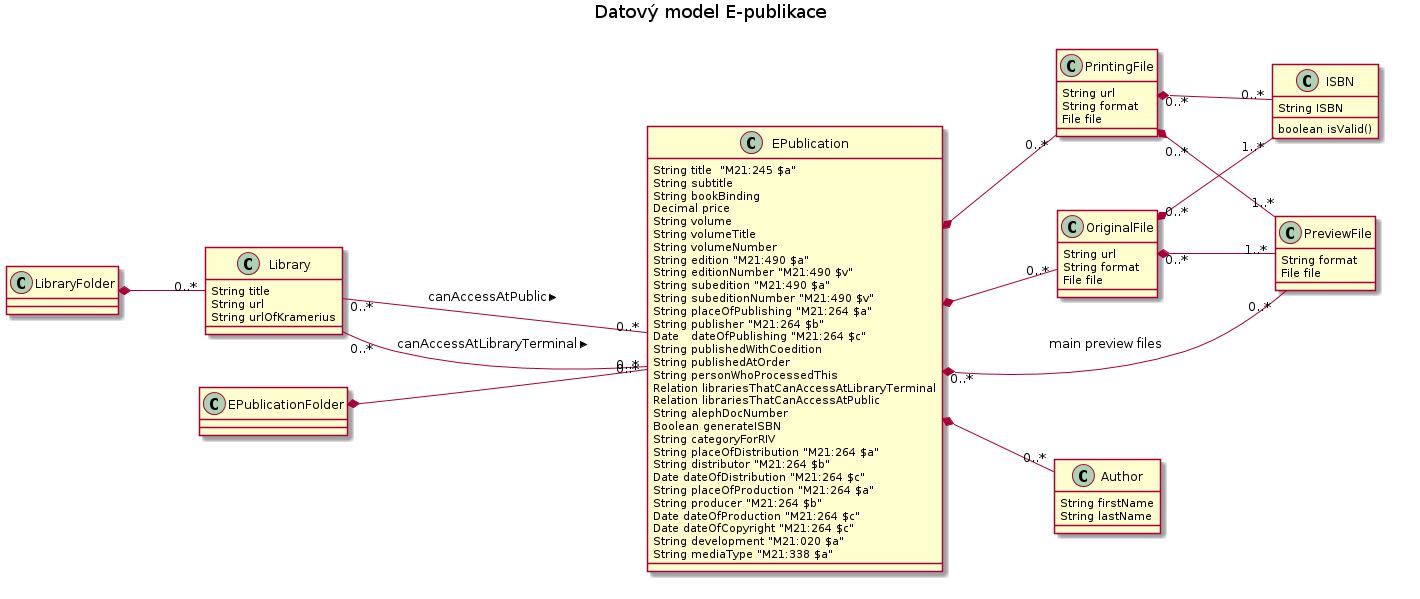 Datový model E-publikace
C LibraryFolder
0..*
C Library
String title
String url
String urlOfKramerius
0..*
0..*
canAccessAtPublic
canAccessAtLibraryTerminal
0..*
0..*
0..*
C EPublicationFolder
C EPublication
String title "M21:245 $a"
String subtitle
String bookBinding
Decimal price
String volume
String volumeTitle
String volumeNumber
String edition "M21:490 $a"
String editionNumber "M21:490 $v"
String subedition "M21:490 $a"
String subeditionNumber "M21:490 $v"
String placeOfPublishing "M21:264 $a"
String publisher "M21:264 $b"
Date dateOfPublishing "M21:264 $c"
String publishedWithCoedition
String publishedAtOrder
String personWhoProcessedThis
Relation librariesThatCanAccessAtLibraryTerminal
Relation librariesThatCanAccessAtPublic
String alephDocNumber
Boolean generateISBN
String categoryForRIV
String placeOfDistribution "M21:264 $a"
String distributor "M21:264 $b"
Date dateOfDistribution "M21:264 $c"
String placeOfProduction "M21:264 $a"
String producer "M21:264 $b"
Date dateOfProduction "M21:264 $c"
Date dateOfCopyright "M21:264 $c"
String development "M21:020 $a"
String mediaType "M21:338 $a"
0..*
0..*
0..*
main preview files
0..*
0..*
C PrintingFile
String url
String format
File file
0..*
0..*
0..*
1..*
C OriginalFile
String url
String format
File file
0..*
1..*
0..*
1..*
C ISBN
String ISBN
boolean isValid()
C PreviewFile
String format
File file
C Author
String firstName
String lastName